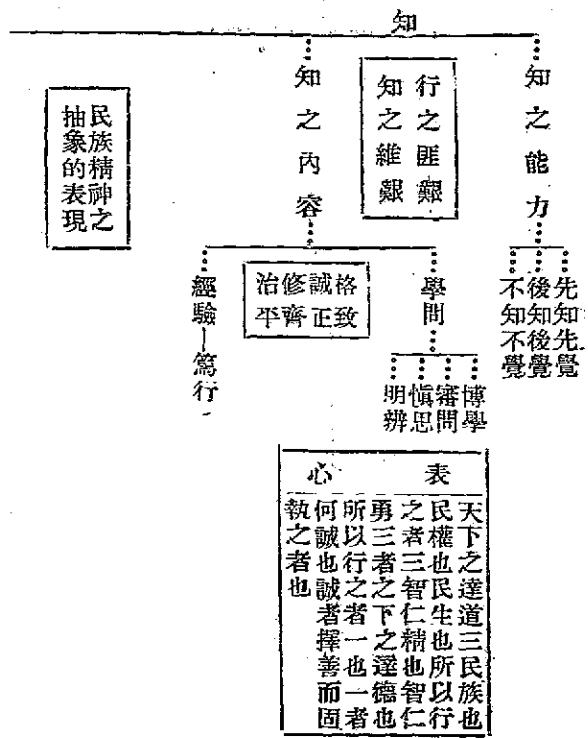 知
知之能力
先知先覺
後知後覺
不知不覺
行之匪艱
知之維艱
知之內容
學問
博學
審問
慎思
明辨
格致
誠正
修齊
治平
經驗—篤行
民族精神之
抽象的表現
表心
天下之達道三民族也
民權也民生也所以行
之者三智仁精也智仁
勇三者之下之達德也
所以行之者一也一者
何誠也誠者擇善而固
執之者也